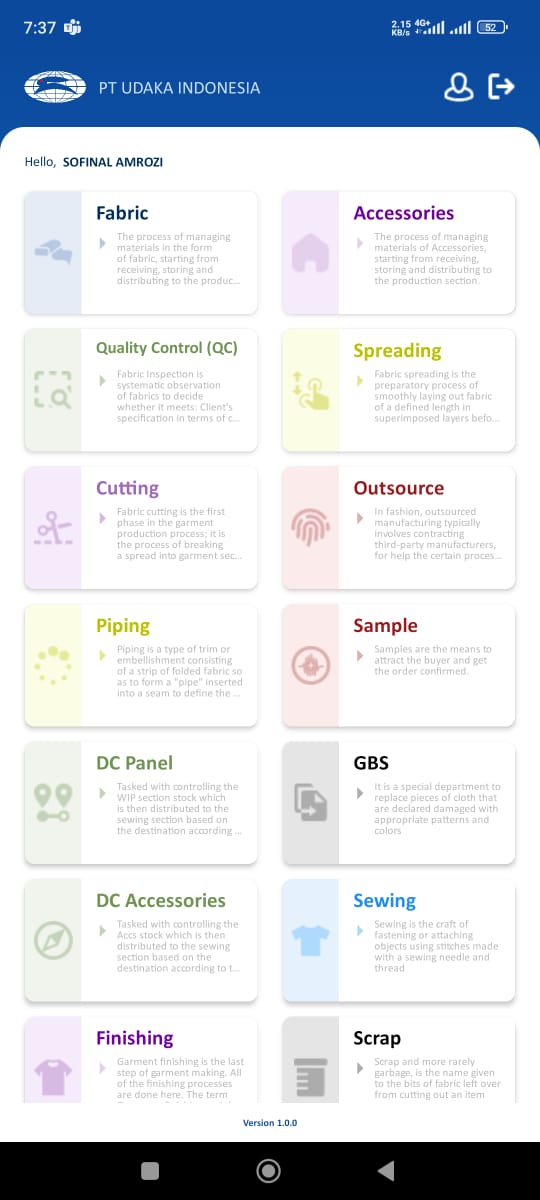 7:37
2.15 KB/s 4G+ 52
PT UDAKA INDONESIA
Hello, SOFINAL AMROZI
Fabric
The process of managing
materials in the form
of fabric, starting from
receiving, storing and
distributing to the produc...
Accessories
The process of managing
materials of Accessories,
starting from receiving,
storing and distributing to
the production section.
Quality Control (QC)
Fabric Inspection is
systematic observation
of fabrics to decide
whether it meets: Client's
specification in terms of c...
Spreading
Fabric spreading is the
preparatory process of
smoothly laying out fabric
of a defined length in
superimposed layers befo...
Cutting
Fabric cutting is the first
phase in the garment
production process; it is
the process of breaking
a spread into garment sec...
Outsource
In fashion, outsourced
manufacturing typically
involves contracting
third-party manufacturers,
for help the certain proces...
Piping
Piping is a type of trim or
embellishment consisting
of a strip of folded fabric so
as to form a "pipe" inserted
into a seam to define the ...
Sample
Samples are the means to
attract the buyer and get
the order confirmed.
DC Panel
Tasked with controlling the
WIP section stock which
is then distributed to the
sewing section based on
the destination according ...
GBS
It is a special department to
replace pieces of cloth that
are declared damaged with
appropriate patterns and
colors
DC Accessories
Tasked with controlling the
Accs stock which is then
distributed to the sewing
section based on the
destination according to t...
Sewing
Sewing is the craft of
fastening or attaching
objects using stitches made
with a sewing needle and
thread
Finishing
Garment finishing is the last
step of garment making. All
of the finishing processes
are done here. The term
Scrap
Scrap and more rarely
garbage, is the name given
to the bits of fabric left over
from cutting out an item
Version 1.0.0